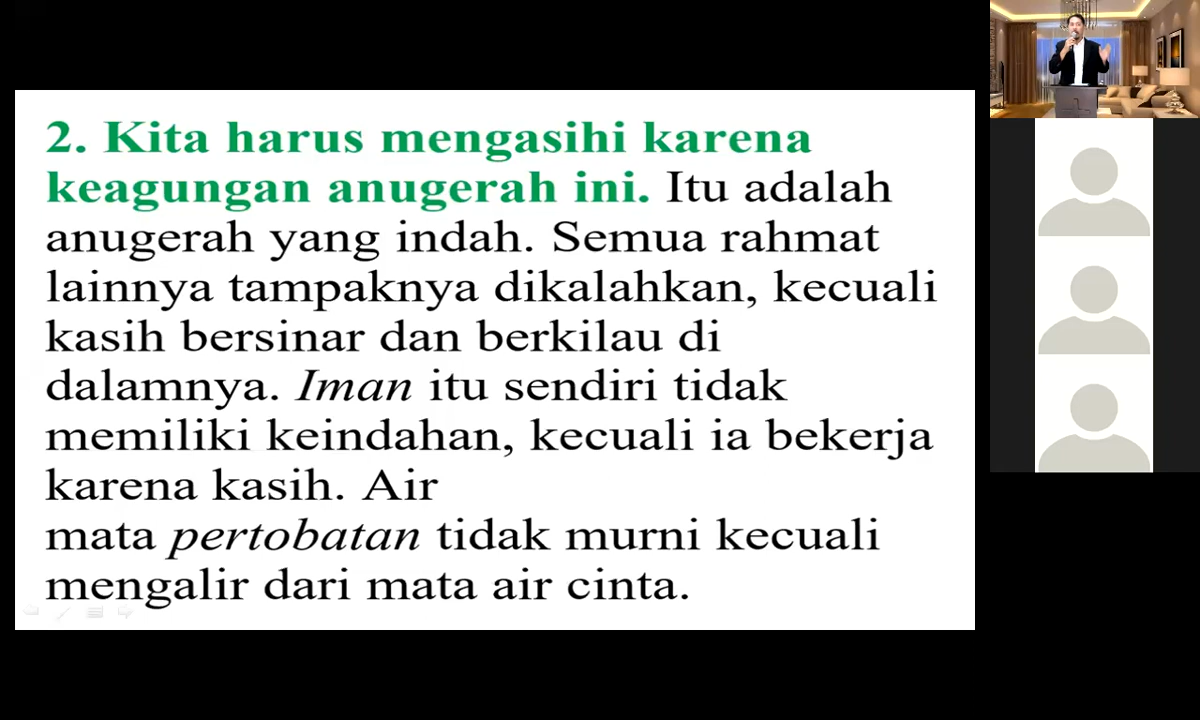 2. Kita harus mengasihi karena
keagungan anugerah ini. Itu adalah
anugerah yang indah. Semua rahmat
lainnya tampaknya dikalahkan, kecuali
kasih bersinar dan berkilau di
dalamnya. Iman itu sendiri tidak
memiliki keindahan, kecuali ia bekerja
karena kasih. Air
mata pertobatan tidak murni kecuali
mengalir dari mata air cinta.